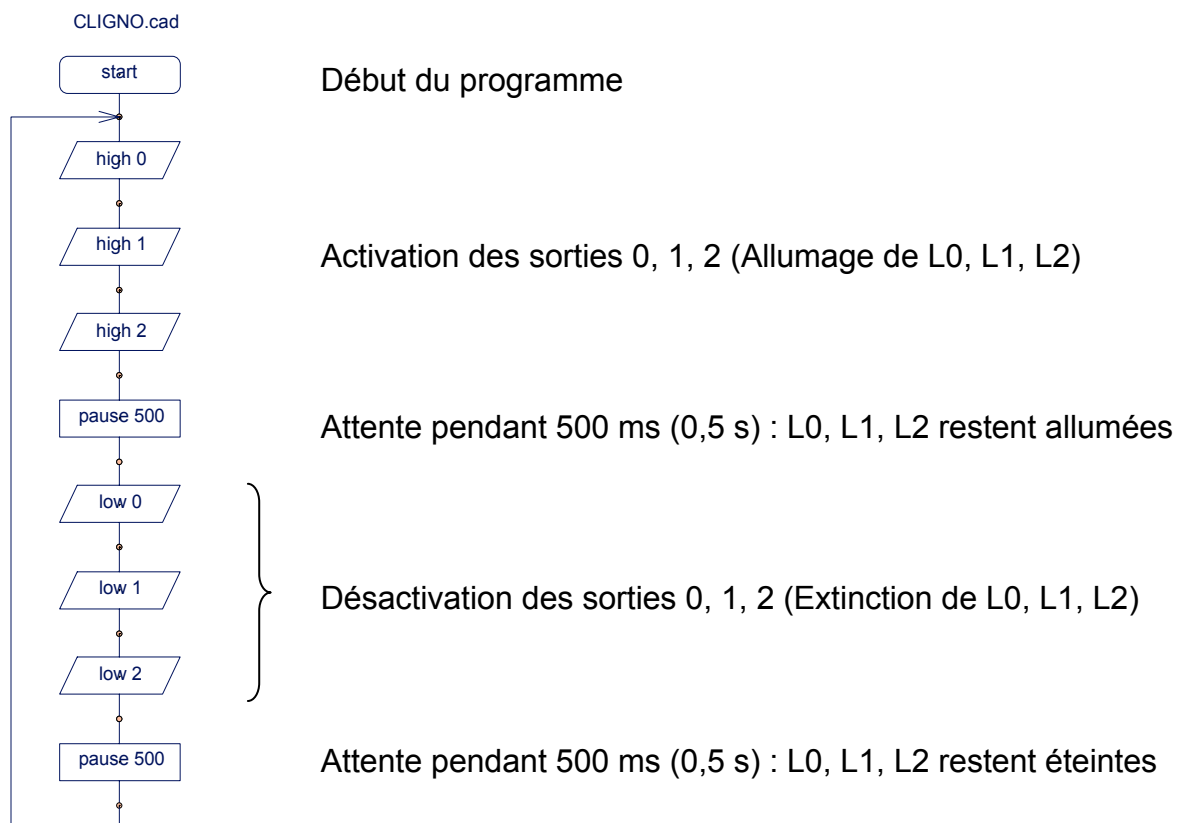 CLIGNO.cad
start
Début du programme
high 0
high 1
Activation des sorties 0, 1, 2 (Allumage de L0, L1, L2)
high 2
pause 500
Attente pendant 500 ms (0,5 s) : L0, L1, L2 restent allumées
low 0
low 1
Désactivation des sorties 0, 1, 2 (Extinction de L0, L1, L2)
low 2
pause 500
Attente pendant 500 ms (0,5 s) : L0, L1, L2 restent éteintes